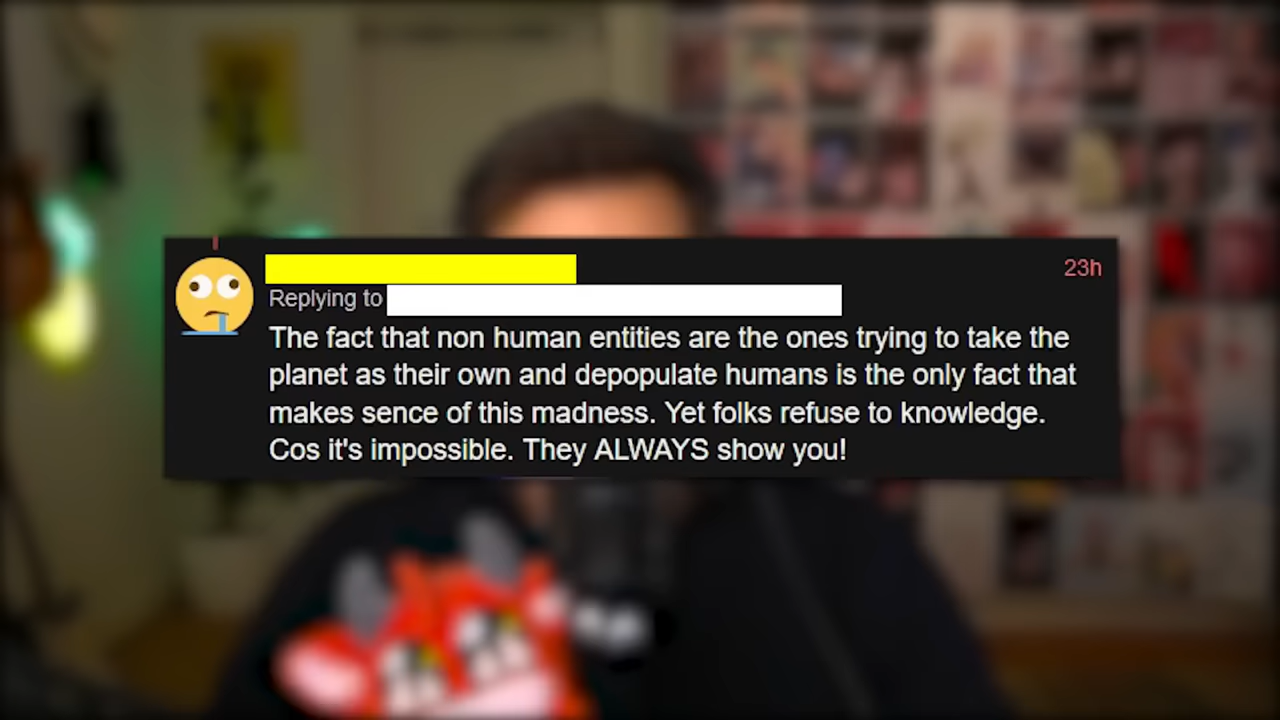 23h
Replying to
The fact that non human entities are the ones trying to take the
planet as their own and depopulate humans is the only fact that
makes sence of this madness. Yet folks refuse to knowledge.
Cos it's impossible. They ALWAYS show you!